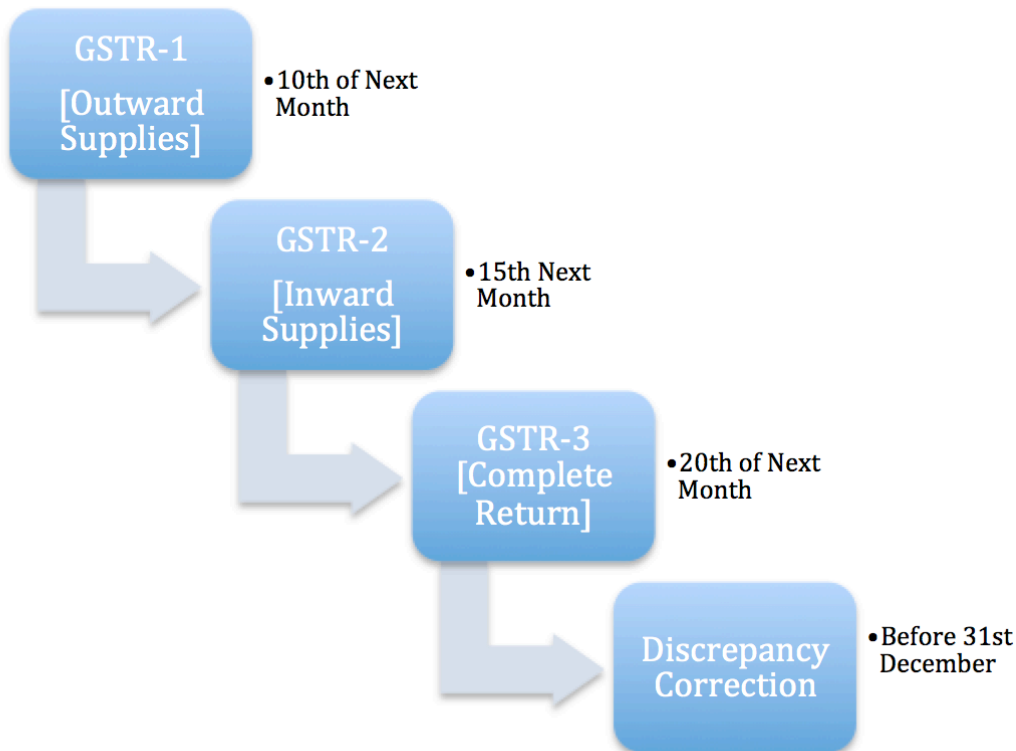 GSTR-1
[Outward
Supplies]
•10th of Next
Month
GSTR-2
[Inward
Supplies]
•15th Next
Month
GSTR-3
[Complete
Return]
•20th of Next
Month
Discrepancy
Correction
•Before 31st
December